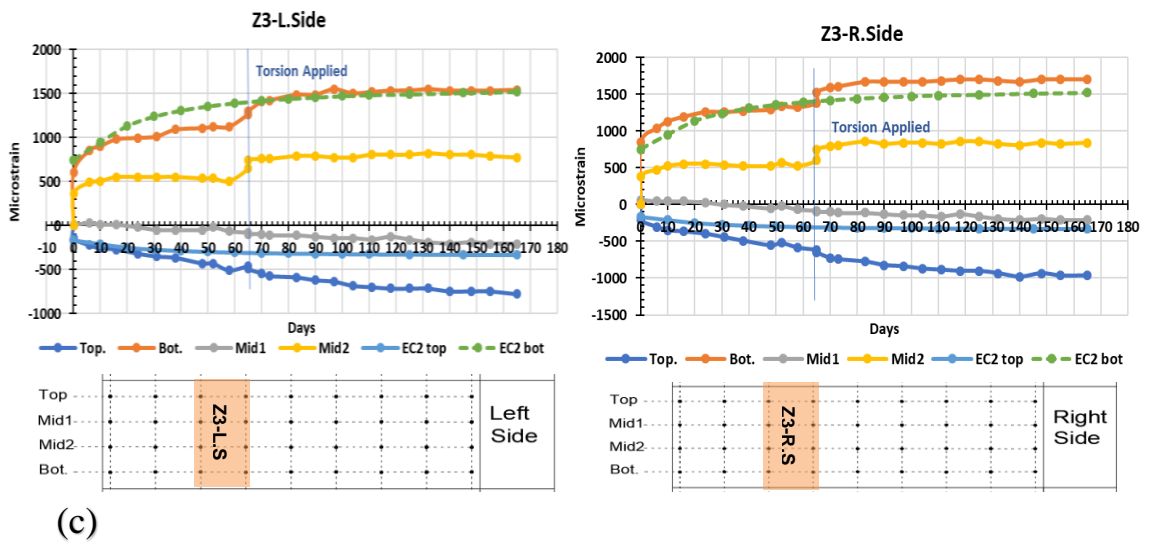 Z3-L.Side
2000
1500
1000
500
0
-500
-1000
Microstrain
Torsion Applied
-10 0 10 20 30 40 50 60 70 80 90 100 110 120 130 140 150 160 170 180
Days
Top. Bot. Mid1 Mid2 EC2 top EC2 bot
Top
Mid1
Mid2
Bot.
Z3-L.S
Left
Side
Z3-R.Side
2000
1500
1000
500
0
-500
-1000
-1500
Microstrain
Torsion Applied
0 10 20 30 40 50 60 70 80 90 100 110 120 130 140 150 160 170 180
Days
Top. Bot. Mid1 Mid2 EC2 top EC2 bot
Top
Mid1
Mid2
Bot.
Z3-R.S
Right
Side
(c)